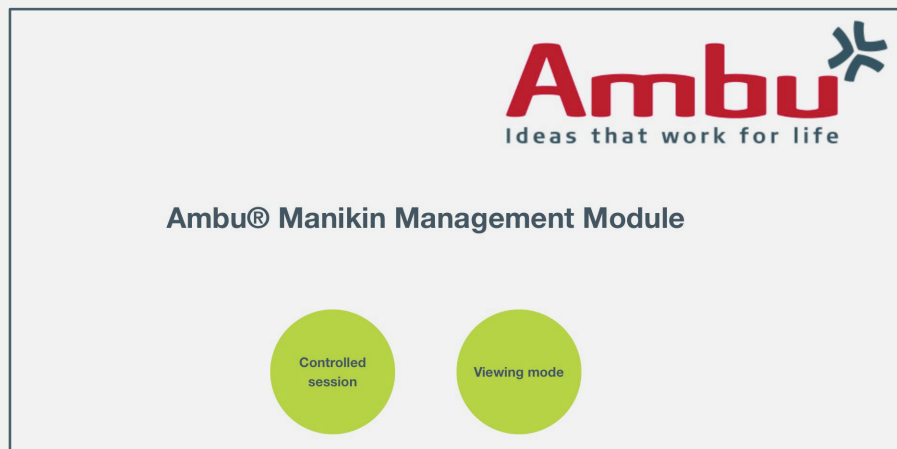 Ambu
Ideas that work for life
Ambu® Manikin Management Module
Controlled
session
Viewing mode